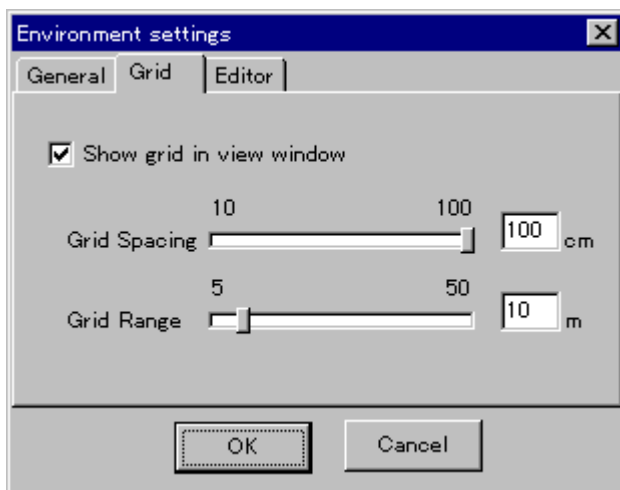 Environment settings
General Grid Editor
Show grid in view window
10 100
Grid Spacing 100 cm
5 50
Grid Range 10 m
OK Cancel